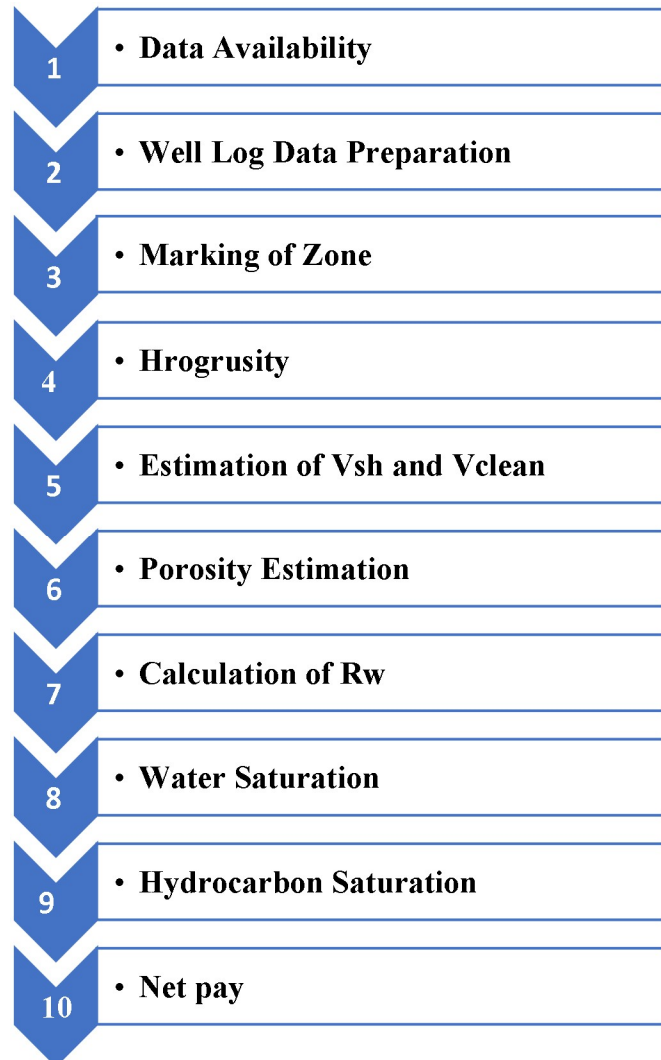 1 • Data Availability
2 • Well Log Data Preparation
3 • Marking of Zone
4 • Hrogrusity
5 • Estimation of Vsh and Vclean
6 • Porosity Estimation
7 • Calculation of Rw
8 • Water Saturation
9 • Hydrocarbon Saturation
10 • Net pay